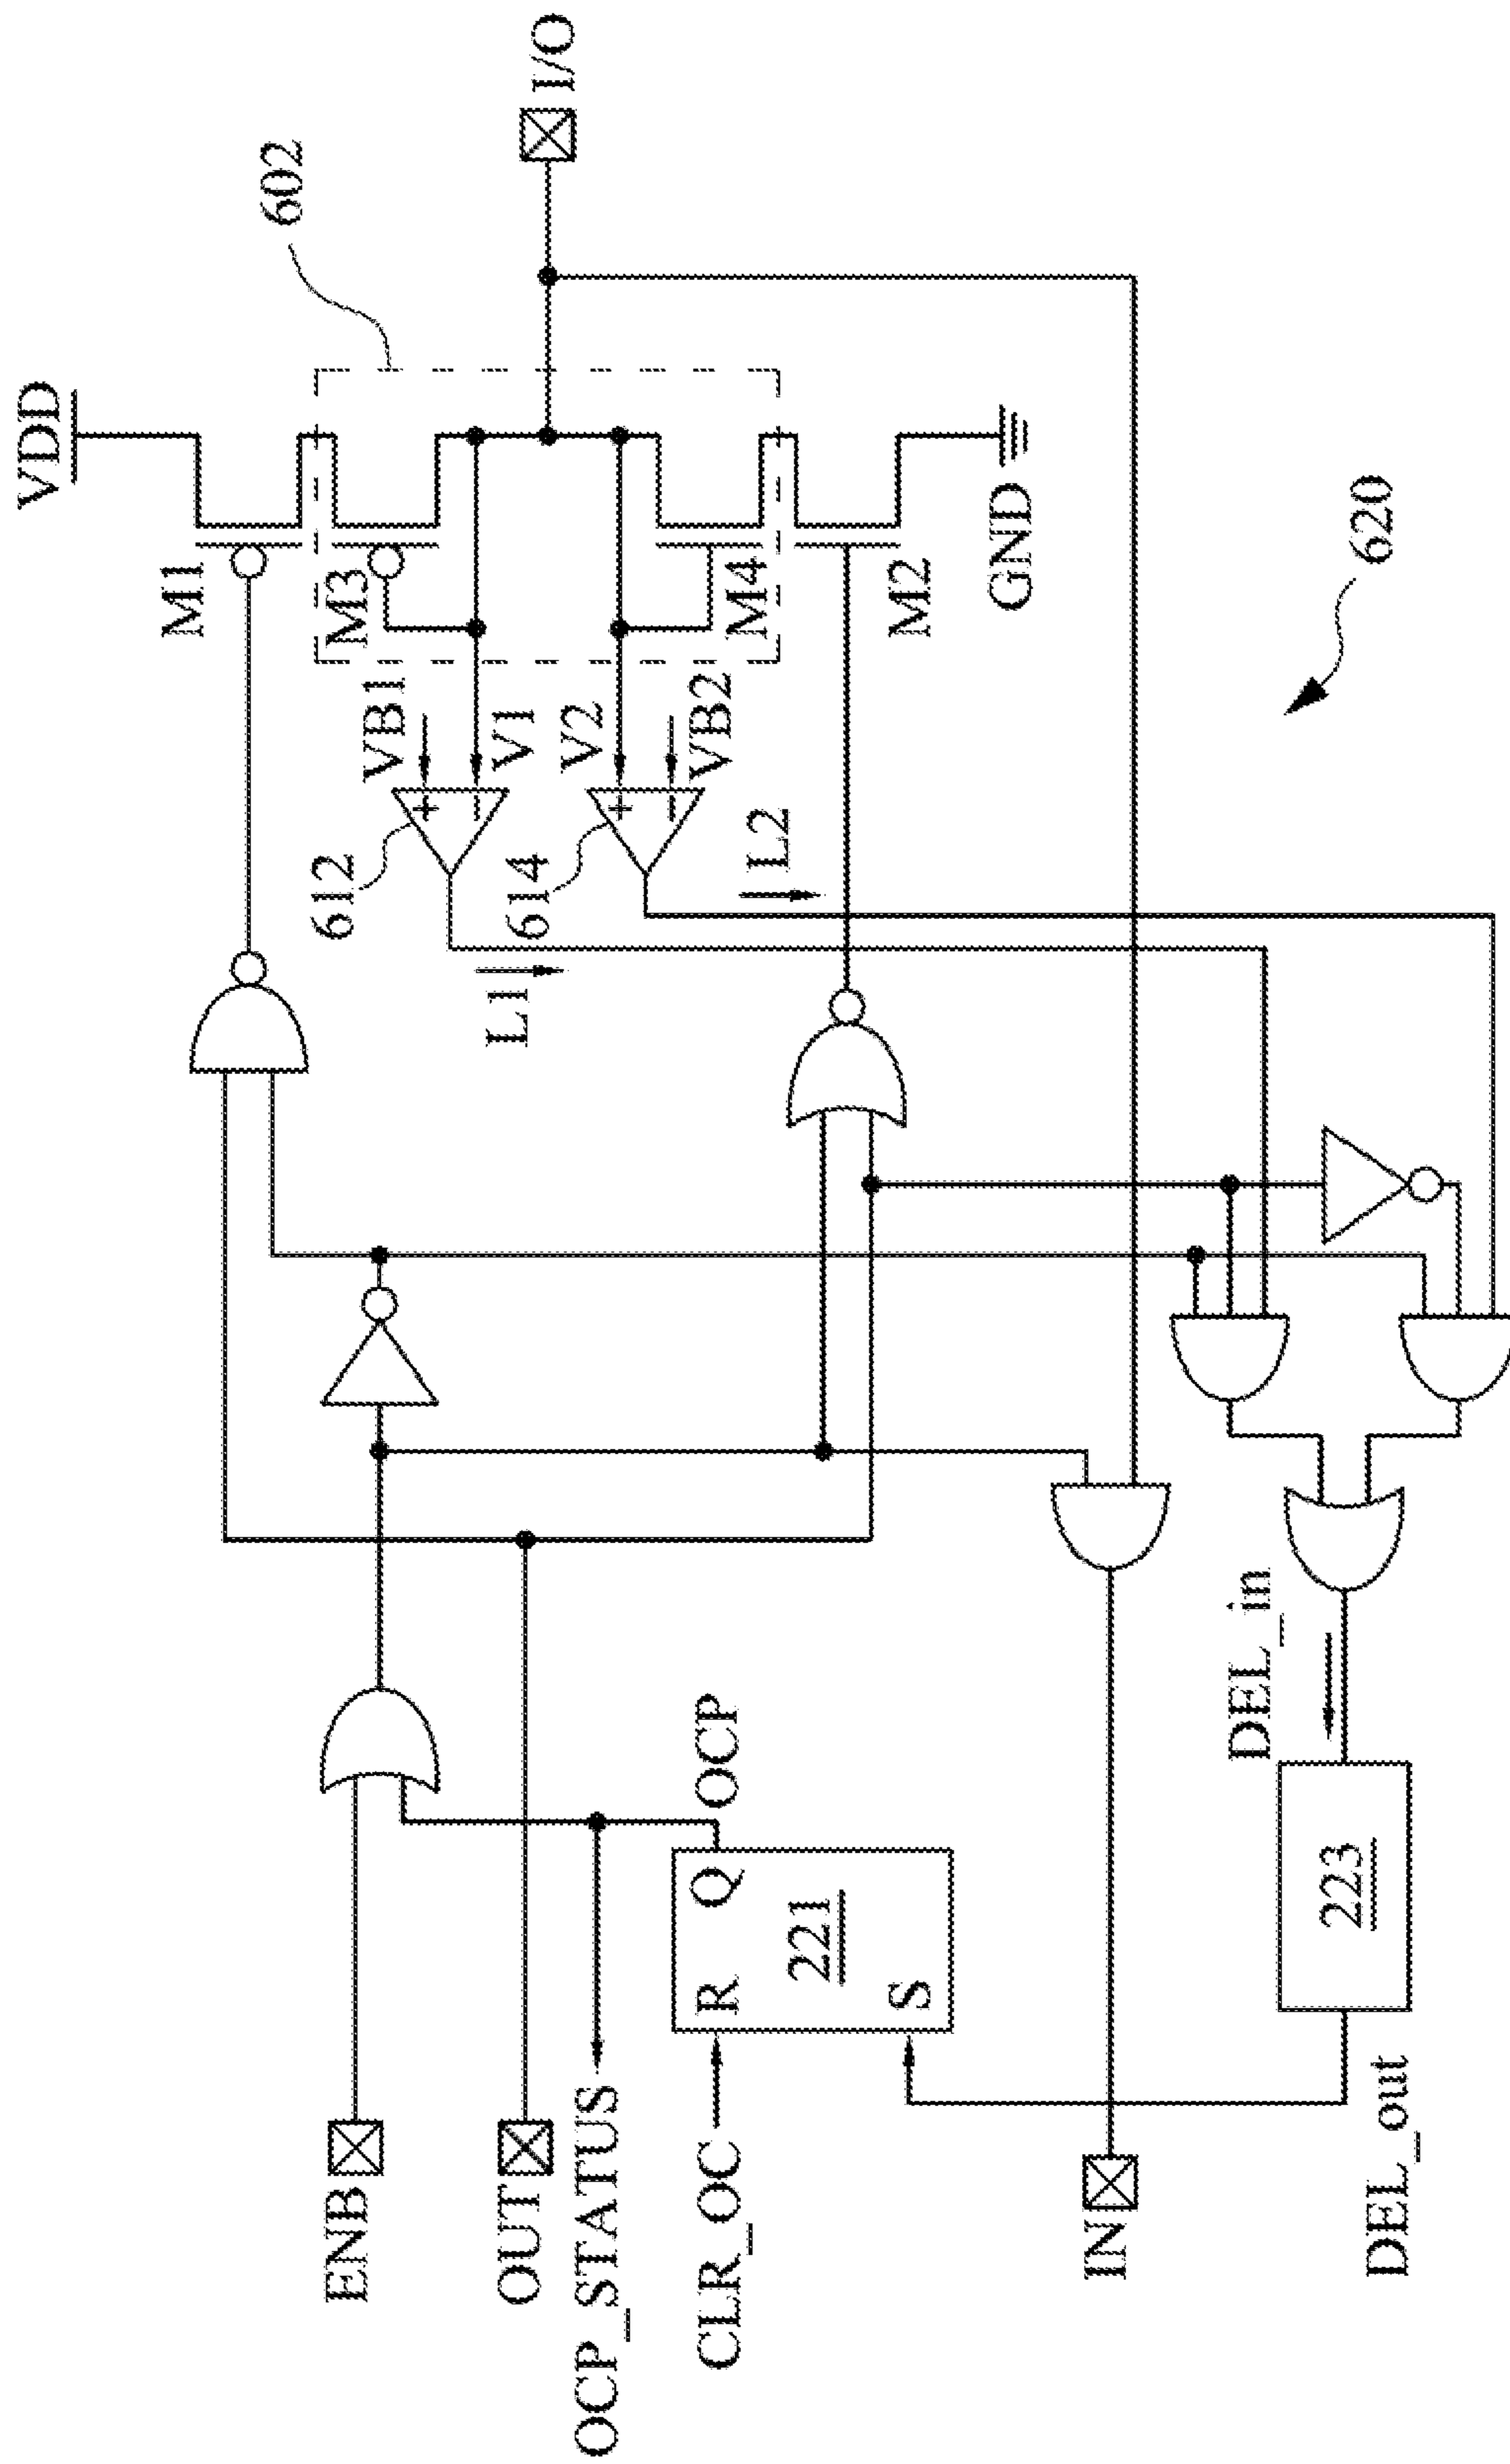 VDD
M1
602
M3
I/O
VB1
612
V1
L1
V2
614
VB2
L2
M4
M2
GND
620
ENB
OUT
OCP_STATUS
OCP
CLR_OC
R
Q
221
S
IN
DEL_in
223
DEL_out
+
−
+
−